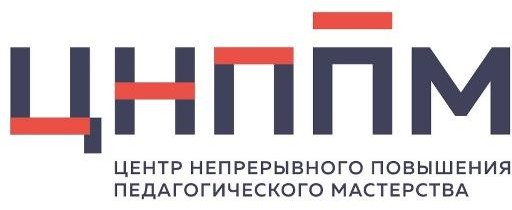 ЦНППМ
ЦЕНТР НЕПРЕРЫВНОГО ПОВЫШЕНИЯ
ПЕДАГОГИЧЕСКОГО МАСТЕРСТВА